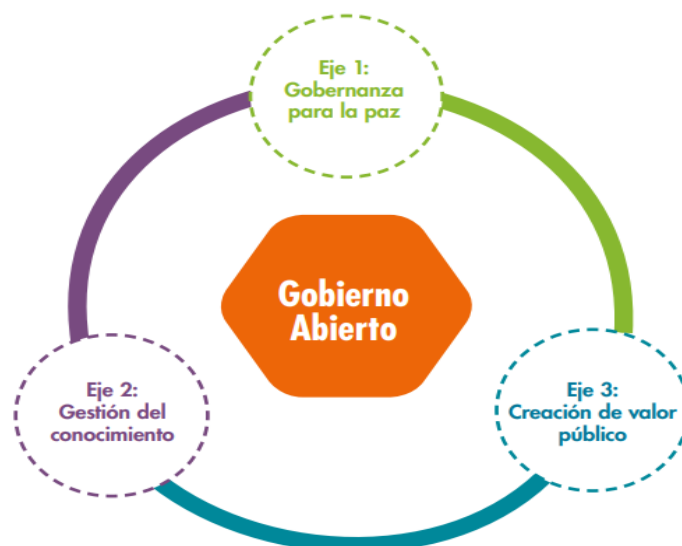 Eje 1:
Gobernanza
para la paz
Gobierno
Abierto
Eje 2:
Gestión del
conocimiento
Eje 3:
Creación de valor
público